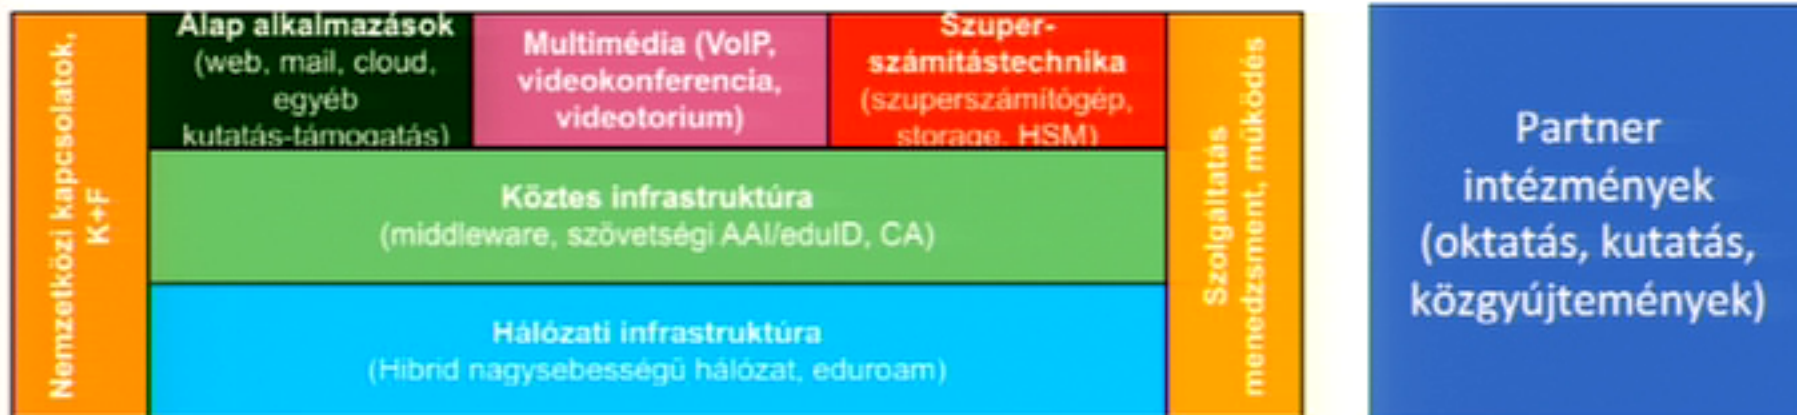 Nemzetközi kapcsolatok,
K+F
Alap alkalmazások
(web, mail, cloud,
egyéb
kutatás-támogatás)
Multimédia (VoIP,
videokonferencia,
videotorium)
Szuper-
számítástechnika
(szuperszámítógép,
storage, HSM)
Köztes infrastruktúra
(middleware, szövetségi AAI/eduID, CA)
Hálózati infrastruktúra
(Hibrid nagysebességű hálózat, eduroam)
Szolgáltatás
menedzsment, működés
Partner
intézmények
(oktatás, kutatás,
közgyújtemények)